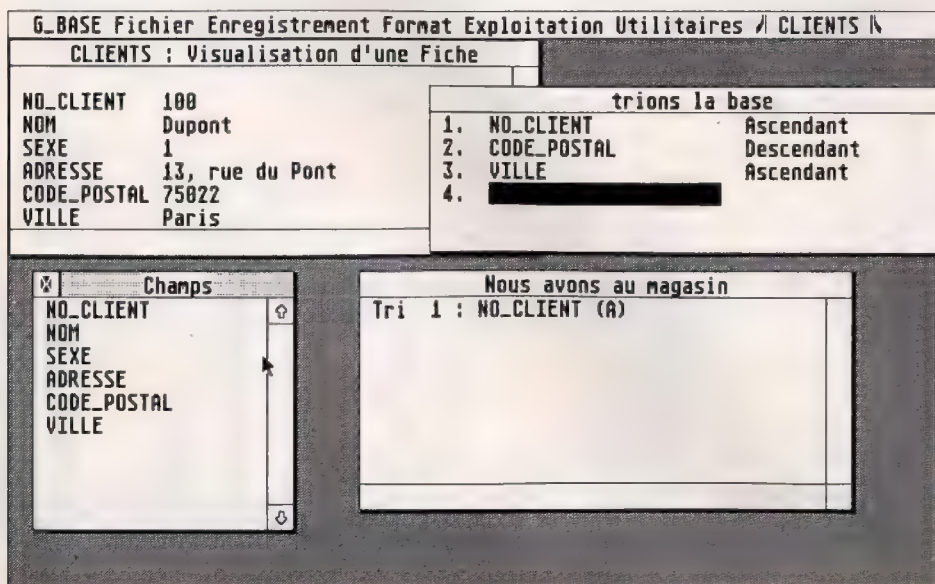 G_BASE Fichier Enregistrement Format Exploitation Utilitaires CLIENTS
CLIENTS : Visualisation d'une Fiche
NO_CLIENT 100
NOM Dupont
SEXE 1
ADRESSE 13, rue du Pont
CODE_POSTAL 75022
VILLE Paris
trions la base
1. NO_CLIENT Ascendant
2. CODE_POSTAL Descendant
3. VILLE Ascendant
4.
Champs
NO_CLIENT
NOM
SEXE
ADRESSE
CODE_POSTAL
VILLE
Nous avons au magasin
Tri 1 : NO_CLIENT (A)